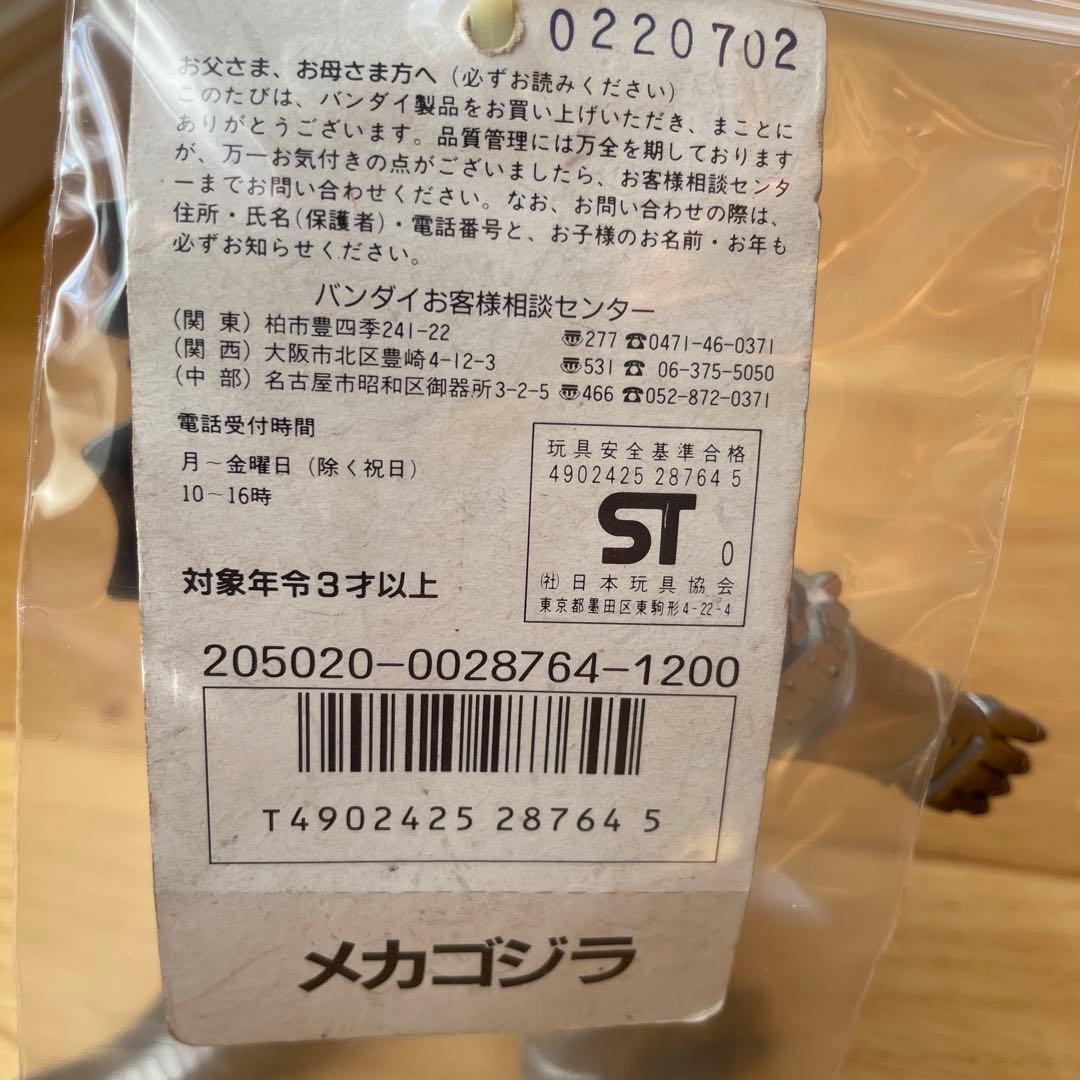 0220702
お父さま、お母さま方へ(必ずお読みください)
このたびは、バンダイ製品をお買い上げいただき、まことに
ありがとうございます。品質管理には万全を期しております
が、万一お気付きの点がございましたら、お客様相談センタ
ーまでお問い合わせください。なお、お問い合わせの際は、
住所・氏名(保護者)・電話番号と、お子様のお名前・お年も
必ずお知らせください。
バンダイお客様相談センター
(関 東) 柏市豊四季241-22 〠277 ☎0471-46-0371
(関 西) 大阪市北区豊崎4-12-3 〠531 ☎ 06-375-5050
(中 部) 名古屋市昭和区御器所3-2-5 〠466 ☎052-872-0371
電話受付時間
月~金曜日(除く祝日)
10~16時
玩具安全基準合格
4902425 28764 5
ST 0
㈳日本玩具協会
東京都墨田区東駒形4-22-4
対象年令3才以上
205020-0028764-1200
T4902425 28764 5
メカゴジラ